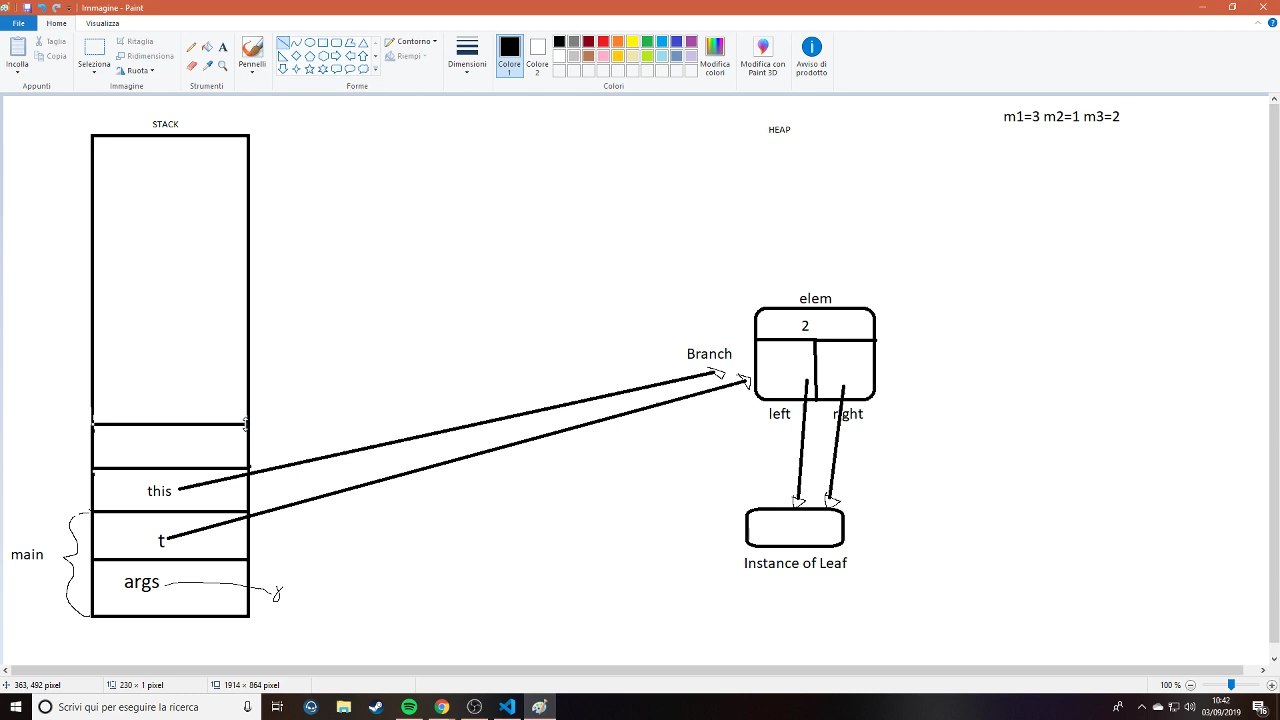 Immagine - Paint
File Home Visualizza
Incolla
Taglia
Copia
Appunti
Seleziona
Ritaglia
Ridimensiona
Ruota
Immagine
A
Strumenti
Pennelli
Forme
Contorno
Riempi
Dimensioni
Colore 1
Colore 2
Colori
Modifica colori
Modifica con Paint 3D
Avviso di prodotto
STACK
HEAP
m1=3 m2=1 m3=2
elem
2
Branch
left
right
this
t
main
args
Instance of Leaf
363, 492 pixel
230 × 1 pixel
1914 × 864 pixel
100 %
Scrivi qui per eseguire la ricerca
10:42
03/09/2019